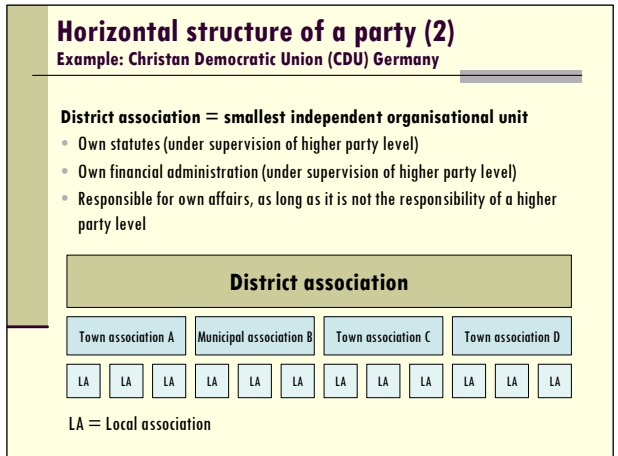 Horizontal structure of a party (2)
Example: Christan Democratic Union (CDU) Germany
District association = smallest independent organisational unit
• Own statutes (under supervision of higher party level)
• Own financial administration (under supervision of higher party level)
• Responsible for own affairs, as long as it is not the responsibility of a higher
party level
District association
Town association A Municipal association B Town association C Town association D
LA LA LA LA LA LA LA LA LA LA LA LA
LA = Local association